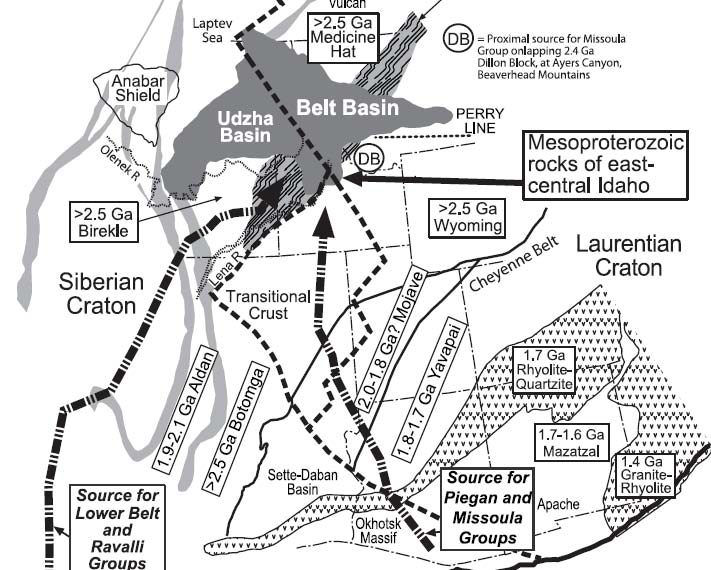 Vulcan
Laptev
Sea
>2.5 Ga
Medicine
Hat
DB
= Proximal source for Missoula
Group onlapping 2.4 Ga
Dillon Block, at Ayers Canyon,
Beaverhead Mountains
Anabar
Shield
Belt Basin
Udzha
Basin
PERRY
LINE
DB
Mesoproterozoic
rocks of east-
central Idaho
Olenek R
>2.5 Ga
Birekle
>2.5 Ga
Wyoming
Lena R
Siberian
Craton
Transitional
Crust
Cheyenne Belt
Laurentian
Craton
2.0-1.8 Ga? Mojave
1.8-1.7 Ga Yavapai
1.7 Ga
Rhyolite-
Quartzite
1.9-2.1 Ga Aldan
>2.5 Ga Botomga
1.7-1.6 Ga
Mazatzal
1.4 Ga
Granite-
Rhyolite
Sette-Daban
Basin
Source for
Piegan and
Missoula
Groups
Apache
Okhotsk
Massif
Source for
Lower Belt
and
Ravalli
Groups